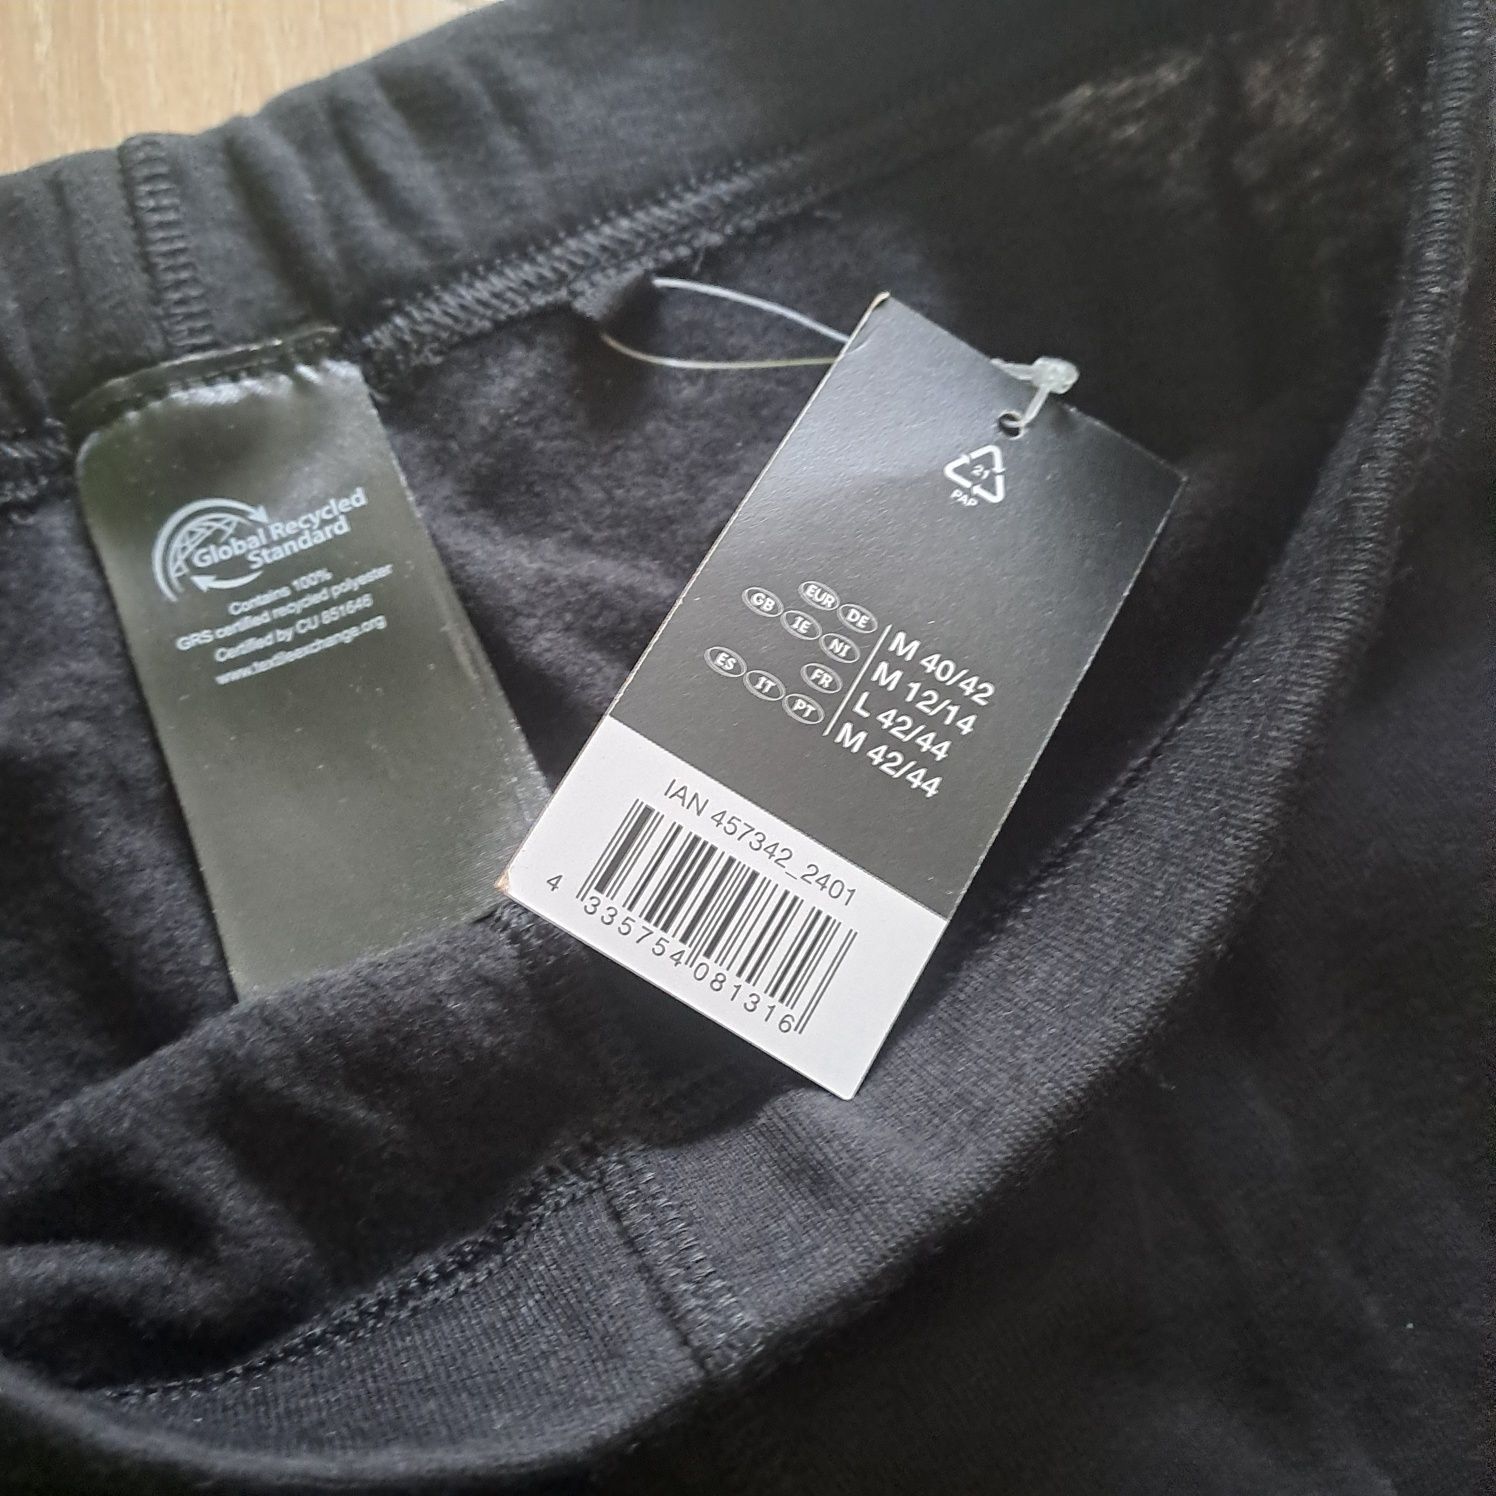 Global Recycled
Standard
Contains 100%
GRS certified recycled polyester
Certified by CU 851646
www.textileexchange.org
21
PAP
EUR DE M 40/42
GB IE NI M 12/14
FR L 42/44
ES IT PT M 42/44
IAN 457342_2401
4 335754 081316